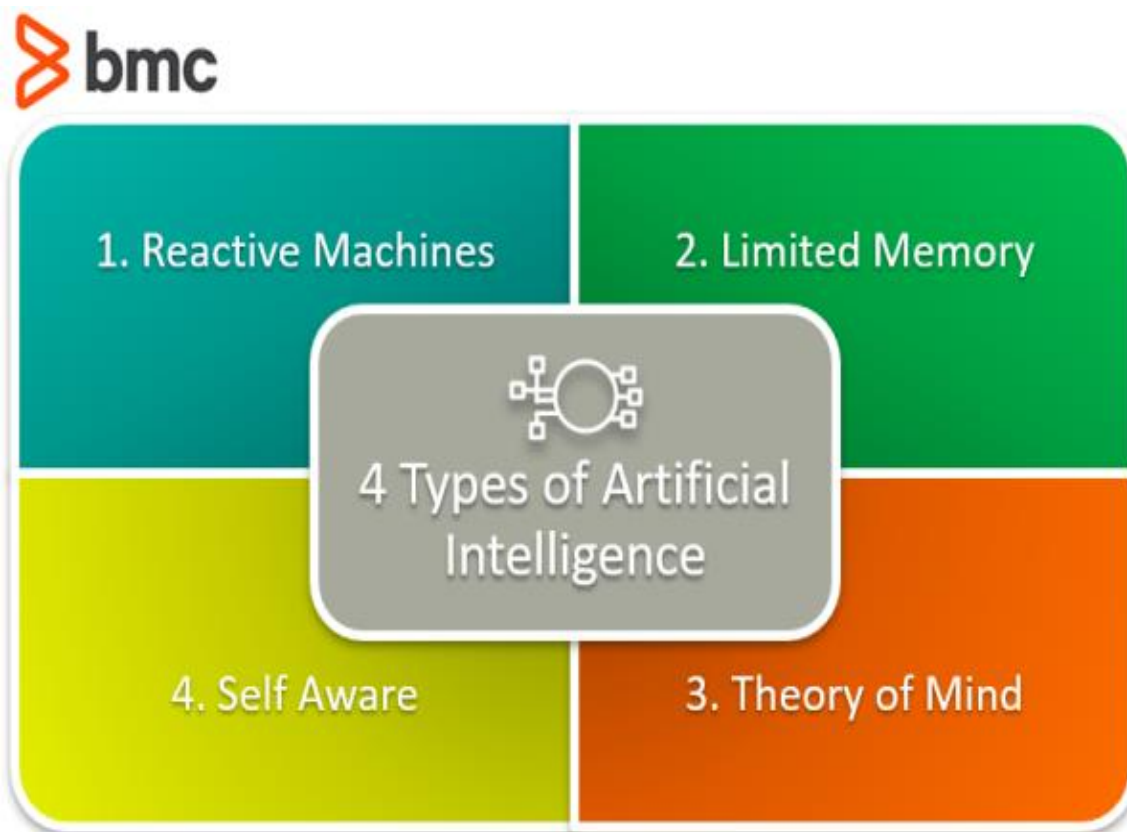 bmc
1. Reactive Machines
2. Limited Memory
4 Types of Artificial
Intelligence
4. Self Aware
3. Theory of Mind